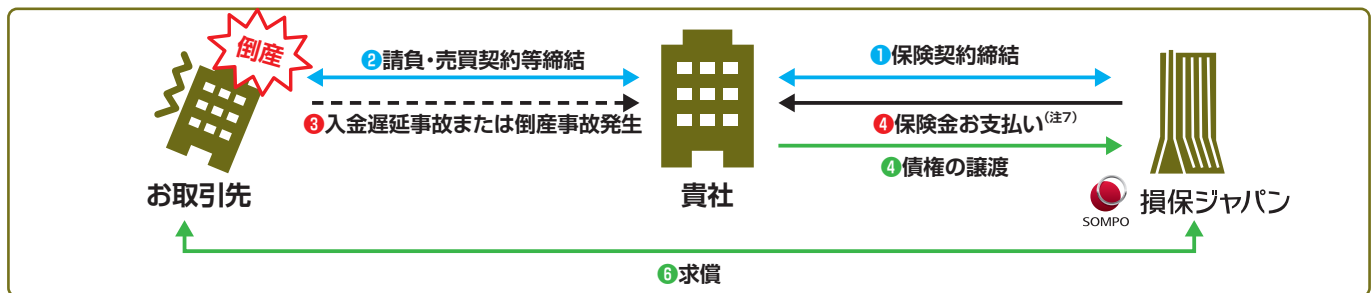 倒産
❷請負・売買契約等締結
❶保険契約締結
❸入金遅延事故または倒産事故発生
❹保険金お支払い(注7)
❹債権の譲渡
お取引先
貴社
SOMPO
損保ジャパン
❻求償